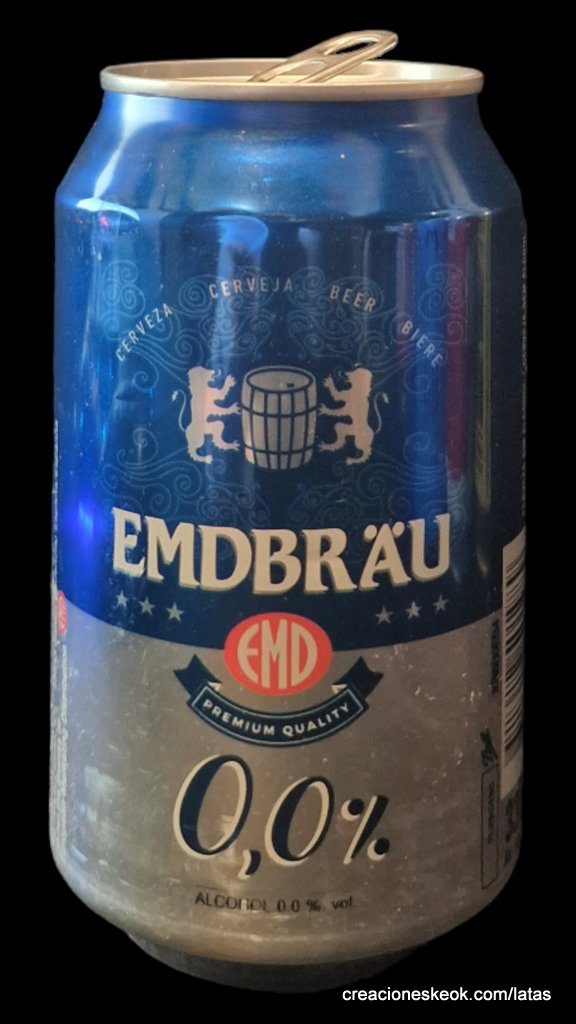 CERVEZA CERVEJA BEER BIERE
EMDBRÄU
EMD
PREMIUM QUALITY
0,0%
ALCOHOL 0.0 % vol.
creacioneskeok.com/latas